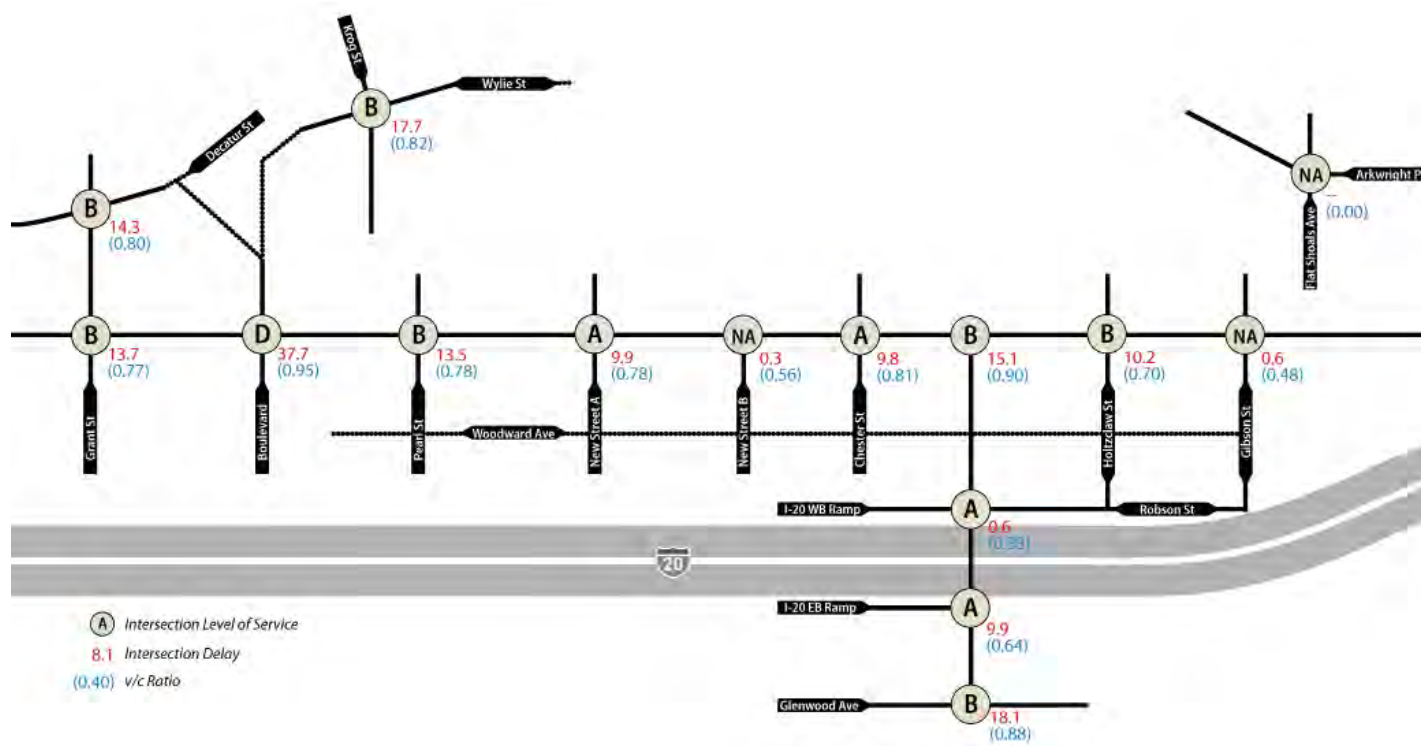 Krog St
Wylie St
B
17.7
(0.82)
Decatur St
B
14.3
(0.80)
NA
Arkwright P
–
(0.00)
Flat Shoals Ave
B
13.7
(0.77)
Grant St
D
37.7
(0.95)
Boulevard
B
13.5
(0.78)
Pearl St
A
9.9
(0.78)
New Street A
NA
0.3
(0.56)
New Street B
A
9.8
(0.81)
Chester St
B
15.1
(0.90)
B
10.2
(0.70)
Holtzclaw St
NA
0.6
(0.48)
Gibson St
Woodward Ave
I-20 WB Ramp
A
0.6
Robson St
20
I-20 EB Ramp
A
9.9
(0.64)
Glenwood Ave
B
18.1
(0.88)
A Intersection Level of Service
8.1 Intersection Delay
(0.40) v/c Ratio